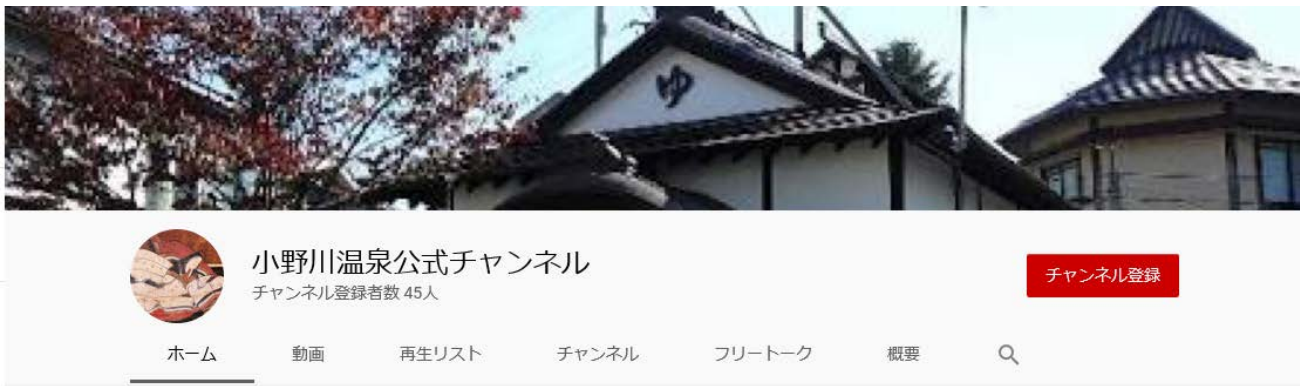 ゆ
小野川温泉公式チャンネル
チャンネル登録者数 45人
チャンネル登録
ホーム 動画 再生リスト チャンネル フリートーク 概要